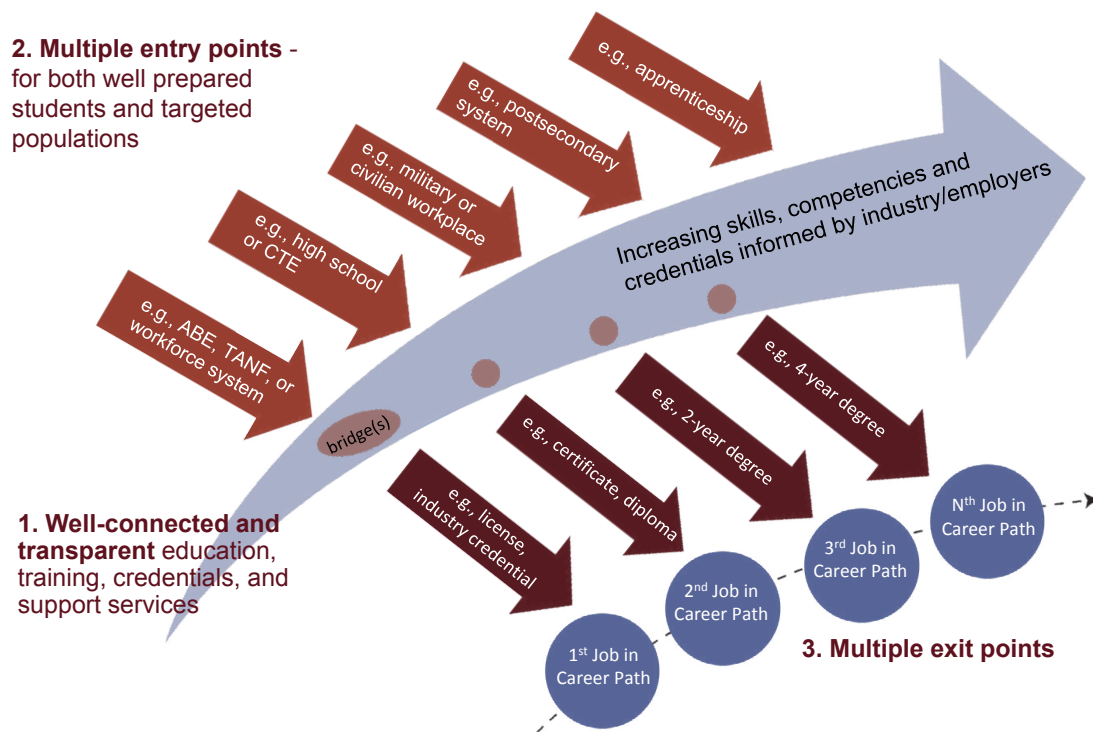 2. Multiple entry points -
for both well prepared
students and targeted
populations
e.g., apprenticeship
e.g., postsecondary
system
e.g., military or
civilian workplace
e.g., high school
or CTE
e.g., ABE, TANF, or
workforce system
Increasing skills, competencies and
credentials informed by industry/employers
bridge(s)
1. Well-connected and
transparent education,
training, credentials, and
support services
e.g., license,
industry credential
e.g., certificate, diploma
e.g., 2-year degree
e.g., 4-year degree
1st Job in
Career Path
2nd Job in
Career Path
3rd Job in
Career Path
Nth Job in
Career Path
3. Multiple exit points